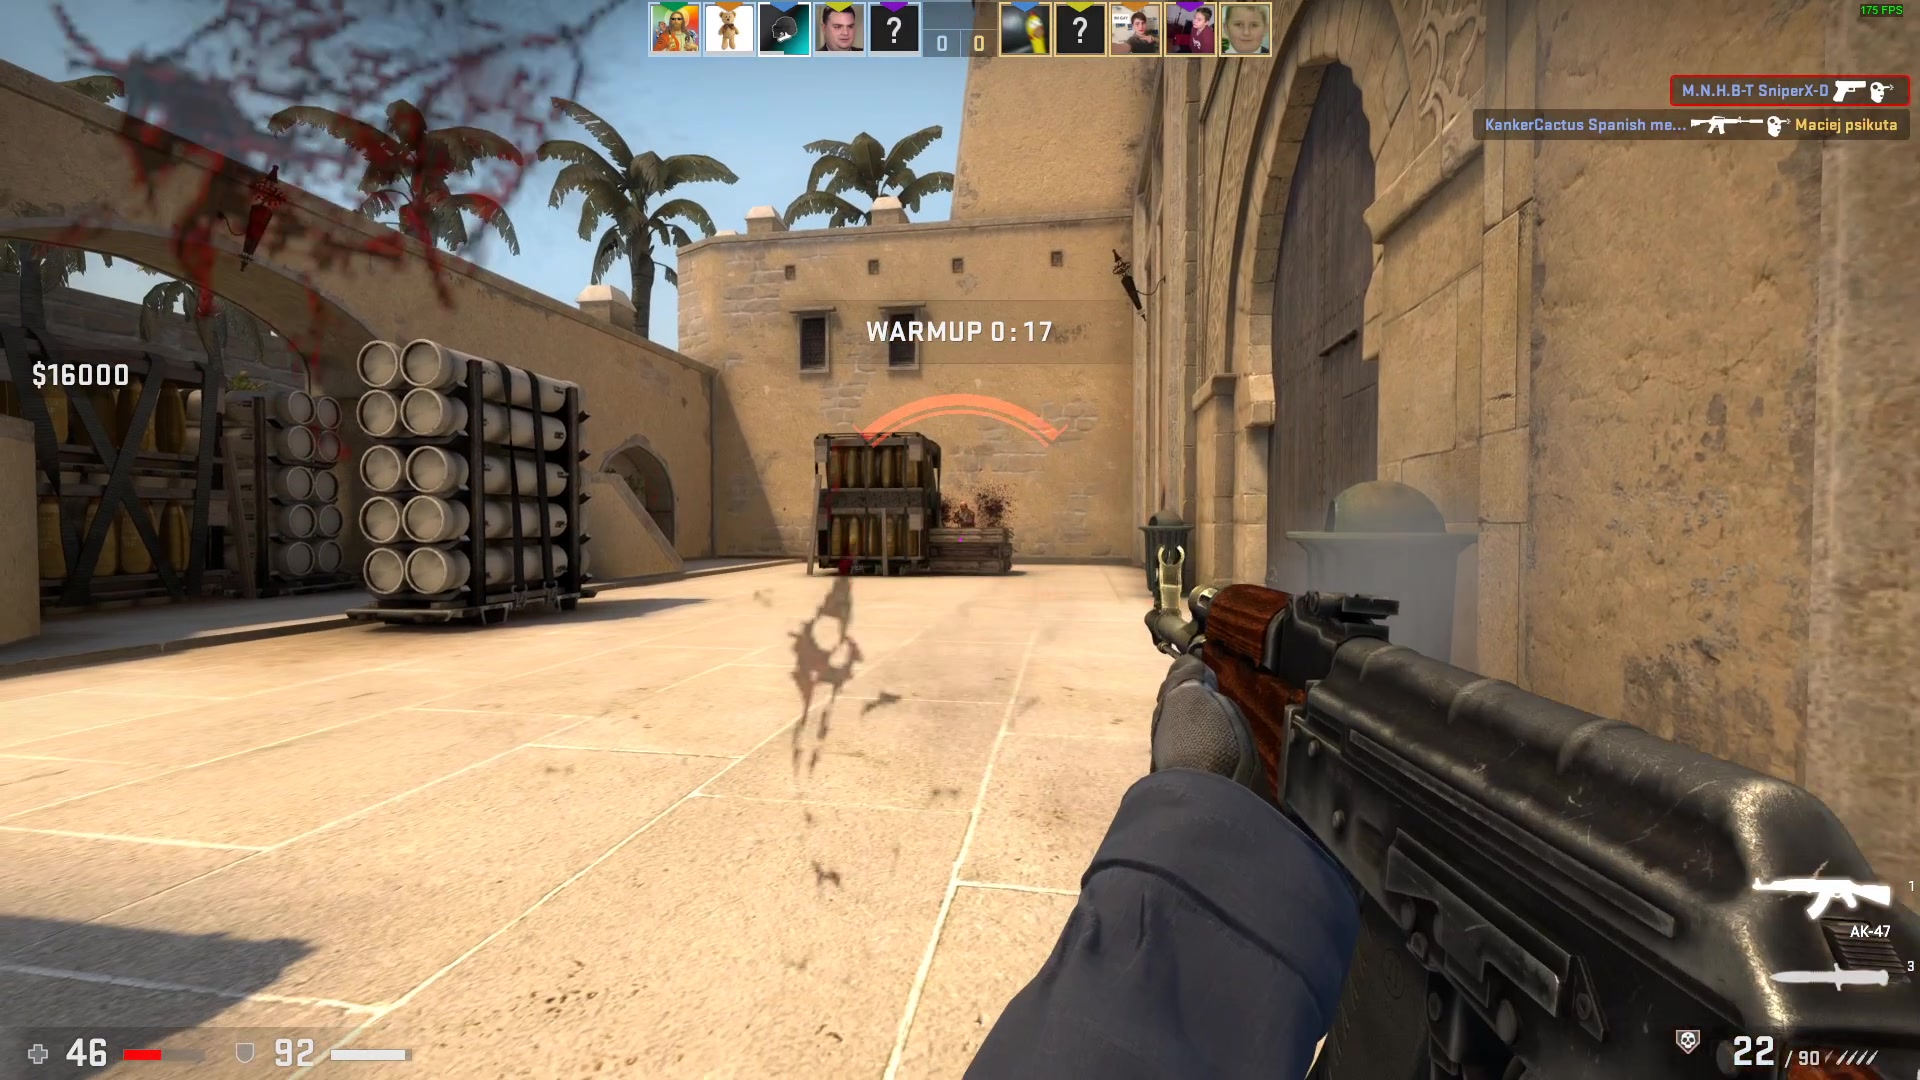 175 FPS
? ?
0 0
M.N.H.B-T SniperX-D
KankerCactus Spanish me... Maciej psikuta
WARMUP 0:17
$16000
1
AK-47
3
46 92
22 / 90